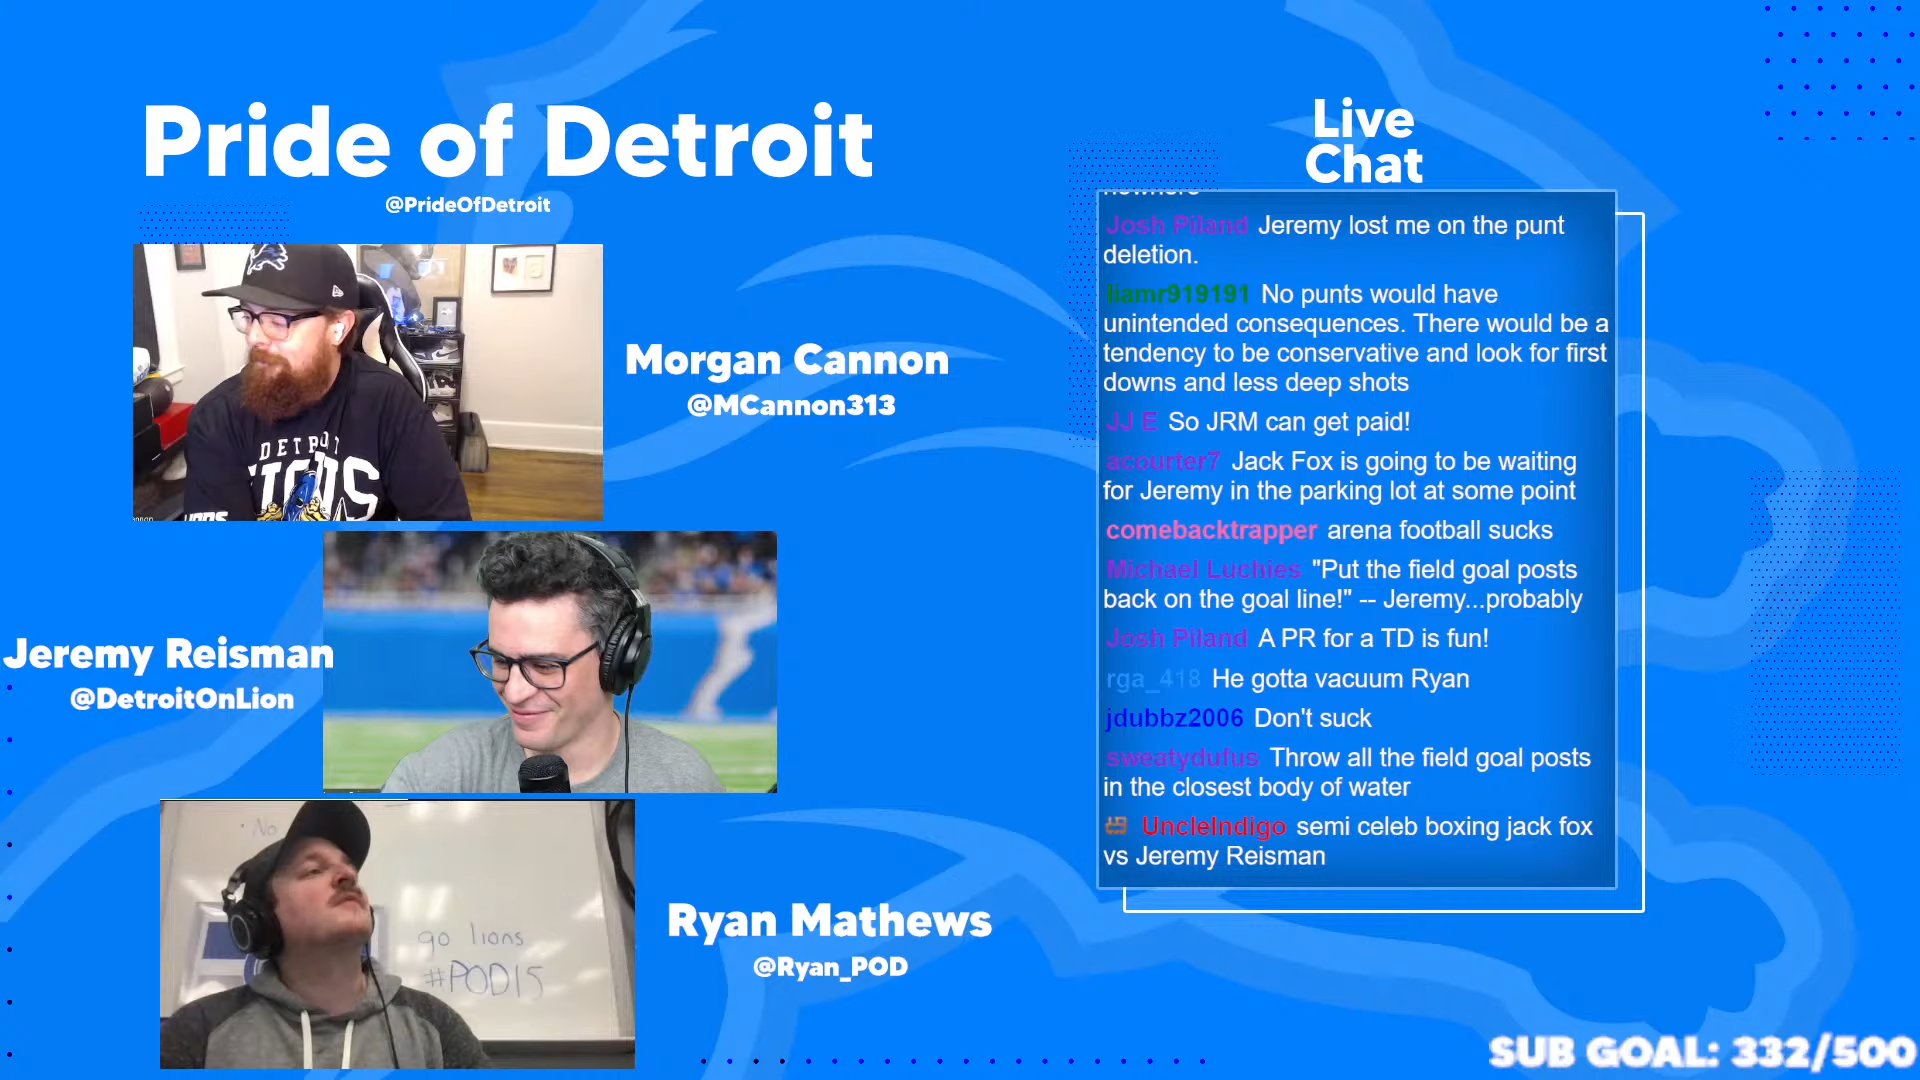 Pride of Detroit
@PrideOfDetroit
Live
Chat
Josh Piland Jeremy lost me on the punt
deletion.
liamr919191 No punts would have
unintended consequences. There would be a
tendency to be conservative and look for first
downs and less deep shots
JJ E So JRM can get paid!
acourter7 Jack Fox is going to be waiting
for Jeremy in the parking lot at some point
comebacktrapper arena football sucks
Michael Luchies "Put the field goal posts
back on the goal line!" -- Jeremy...probably
Josh Piland A PR for a TD is fun!
rga_418 He gotta vacuum Ryan
jdubbz2006 Don't suck
sweatydufus Throw all the field goal posts
in the closest body of water
UncleIndigo semi celeb boxing jack fox
vs Jeremy Reisman
DETROIT
LIONS
Morgan Cannon
@MCannon313
Jeremy Reisman
@DetroitOnLion
No
go lions
#POD15
Ryan Mathews
@Ryan_POD
SUB GOAL: 332/500